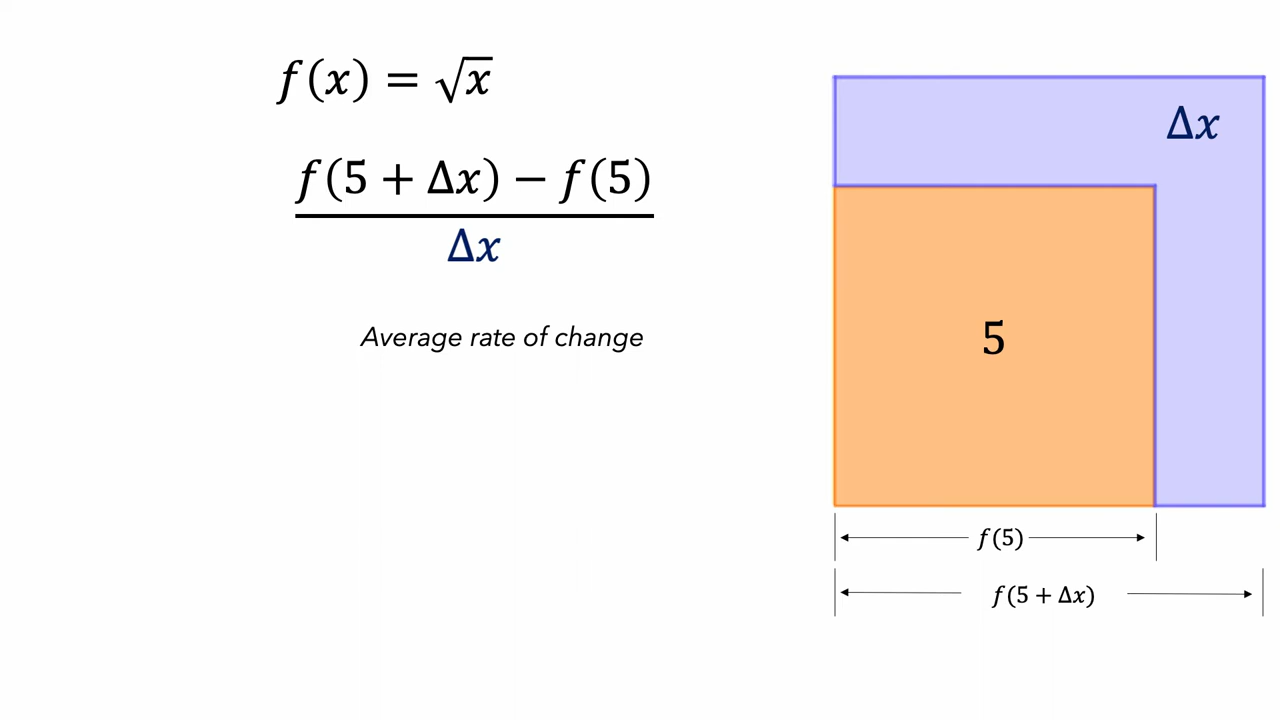 f(x) = √x
f(5 + Δx) − f(5)
Δx
Average rate of change
Δx
5
f(5)
f(5 + Δx)